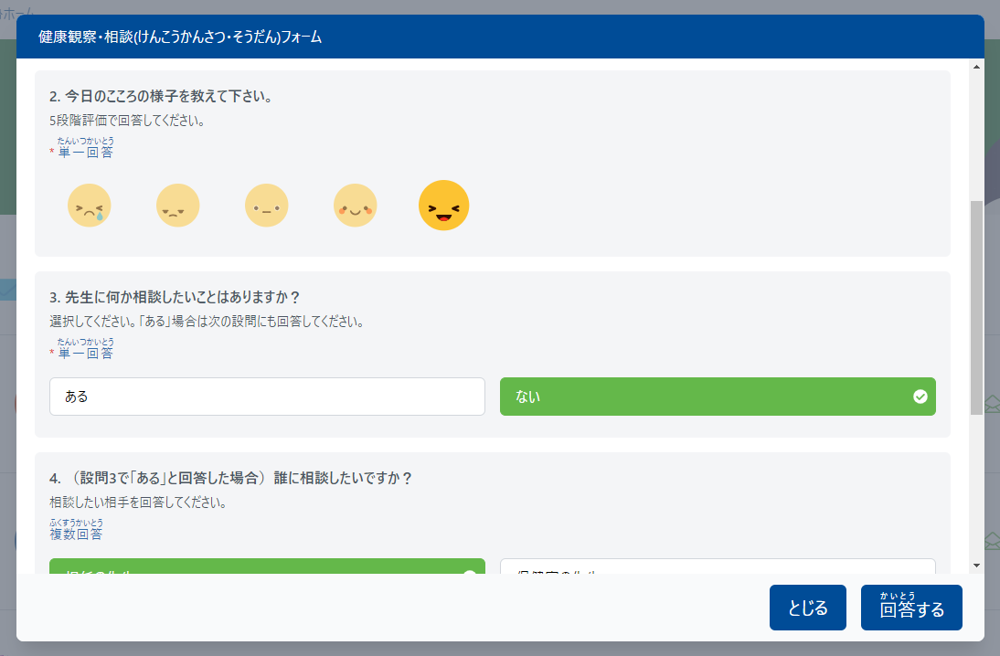 健康観察・相談(けんこうかんさつ・そうだん)フォーム
2. 今日のこころの様子を教えて下さい。
5段階評価で回答してください。
たんいつかいとう
* 単一回答
3. 先生に何か相談したいことはありますか？
選択してください。「ある」場合は次の設問にも回答してください。
たんいつかいとう
* 単一回答
ある
ない
4. （設問3で「ある」と回答した場合）誰に相談したいですか？
相談したい相手を回答してください。
ふくすうかいとう
複数回答
とじる
かいとう
回答する